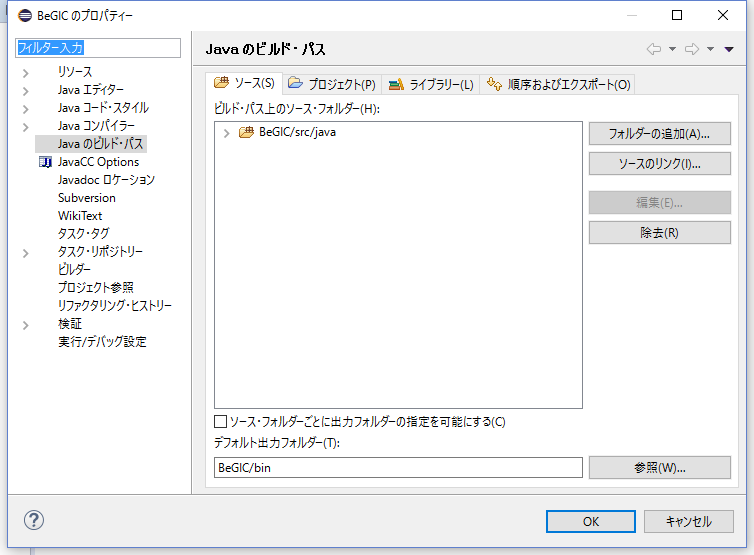 BeGIC のプロパティー
フィルター入力
リソース
Java エディター
Java コード・スタイル
Java コンパイラー
Java のビルド・パス
JavaCC Options
Javadoc ロケーション
Subversion
WikiText
タスク・タグ
タスク・リポジトリー
ビルダー
プロジェクト参照
リファクタリング・ヒストリー
検証
実行/デバッグ設定
Java のビルド・パス
ソース(S)
プロジェクト(P)
ライブラリー(L)
順序およびエクスポート(O)
ビルド・パス上のソース・フォルダー(H):
BeGIC/src/java
フォルダーの追加(A)...
ソースのリンク(I)...
編集(E)...
除去(R)
ソース・フォルダーごとに出力フォルダーの指定を可能にする(C)
デフォルト出力フォルダー(T):
BeGIC/bin
参照(W)...
OK
キャンセル